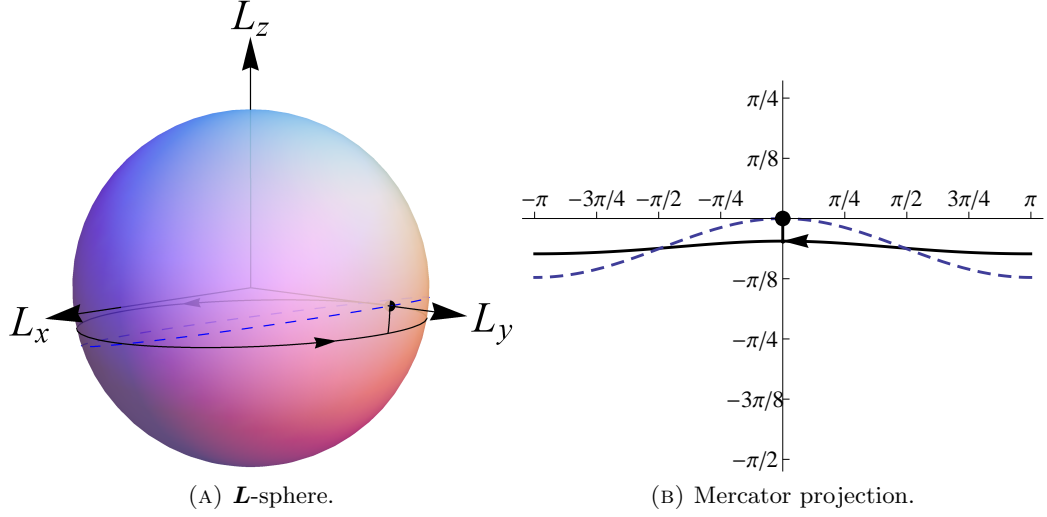 L_z
L_x
L_y
(A) L-sphere.
π/4
π/8
−π −3π/4 −π/2 −π/4 π/4 π/2 3π/4 π
−π/8
−π/4
−3π/8
−π/2
(B) Mercator projection.